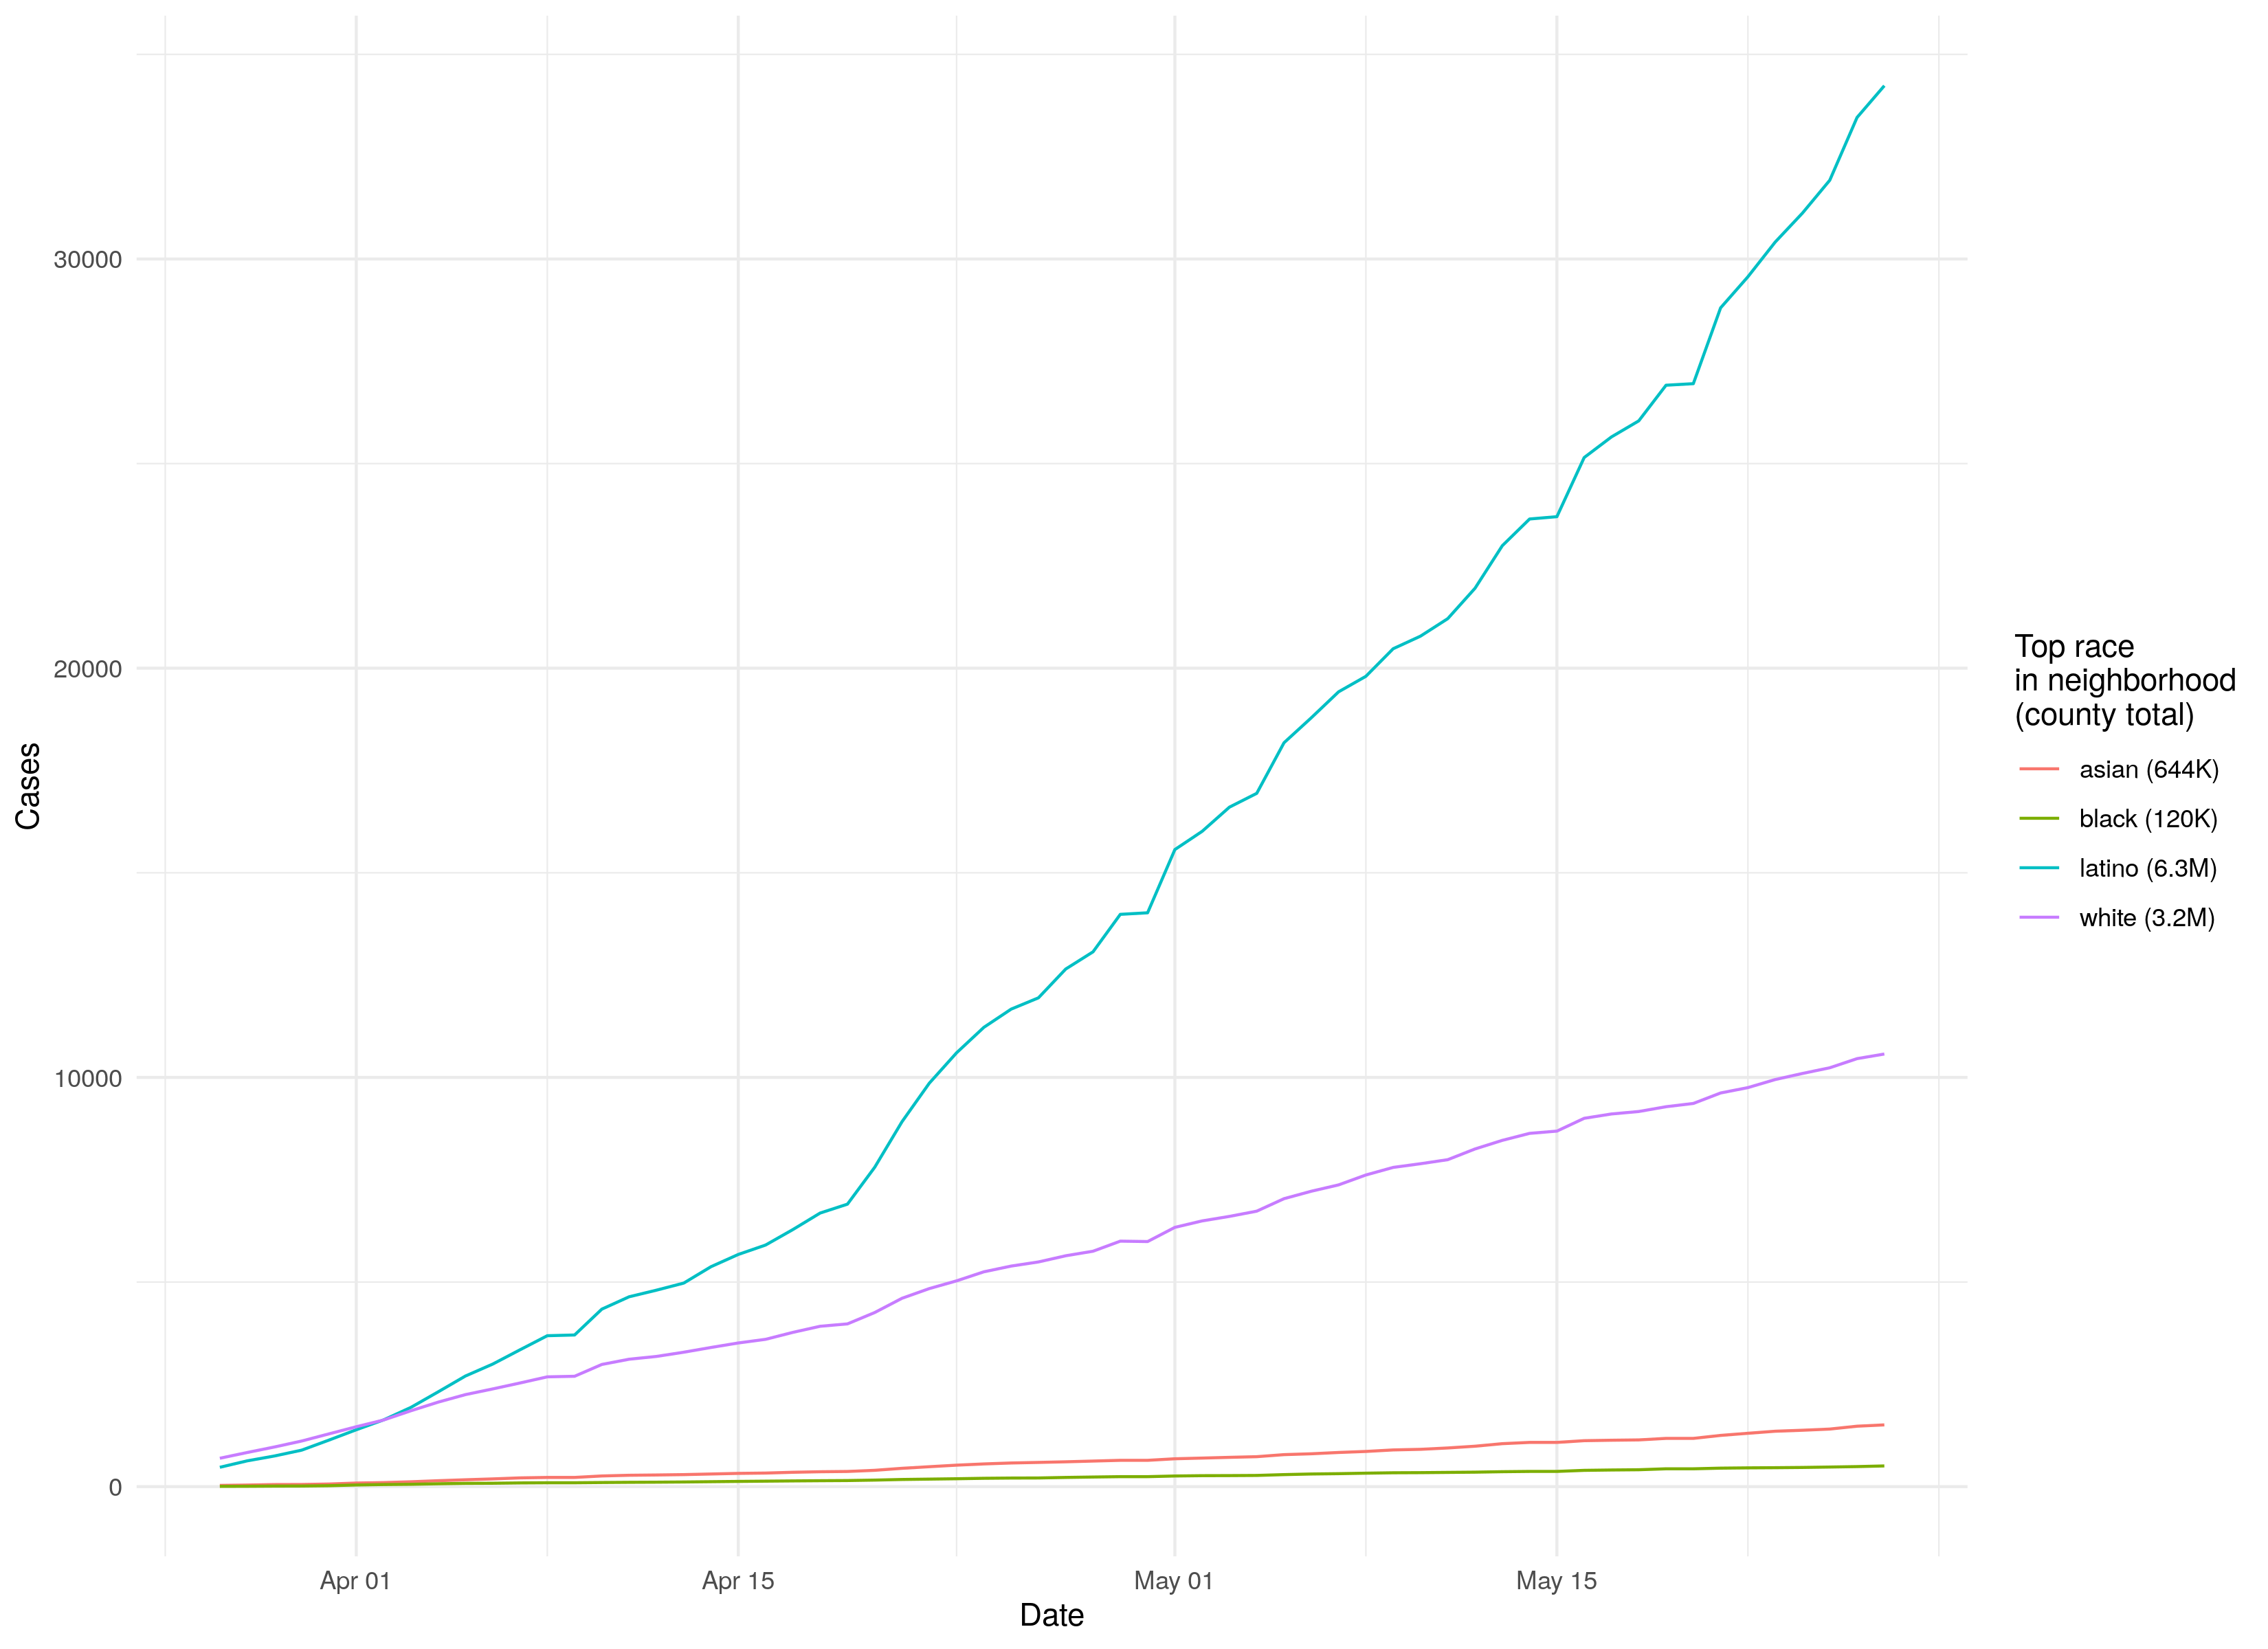 30000
20000
10000
0
Cases
Apr 01
Apr 15
May 01
May 15
Date
Top race
in neighborhood
(county total)
asian (644K)
black (120K)
latino (6.3M)
white (3.2M)